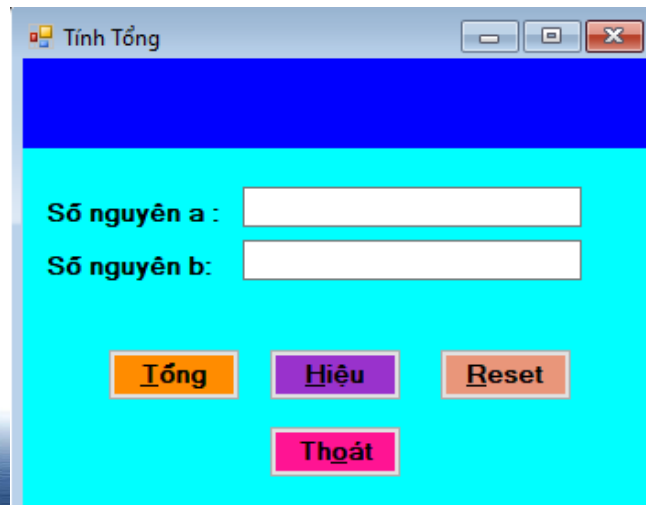 Tính Tổng
Số nguyên a :
Số nguyên b:
Tổng
Hiệu
Reset
Thoát